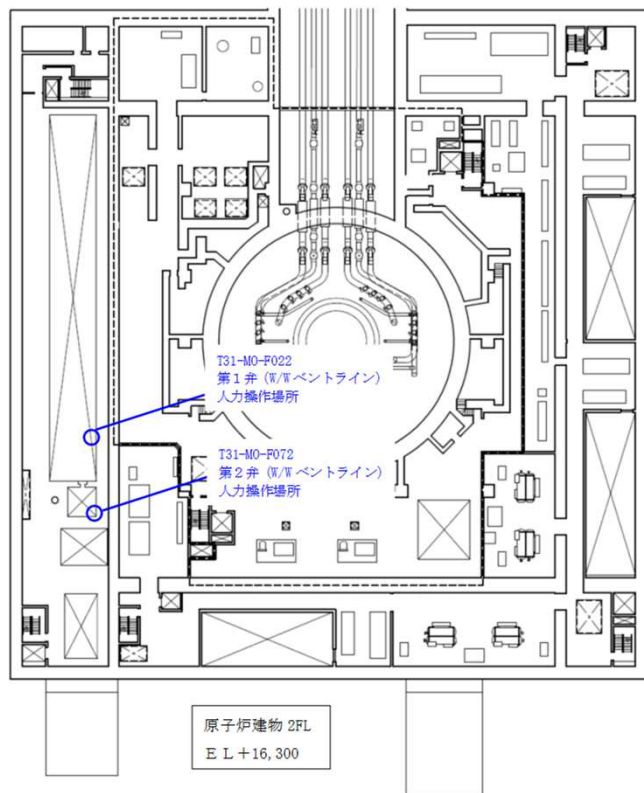 T31-MO-F022
第1弁 (W/Wベントライン)
人力操作場所
T31-MO-F072
第2弁 (W/Wベントライン)
人力操作場所
原子炉建物 2FL
EL+16,300